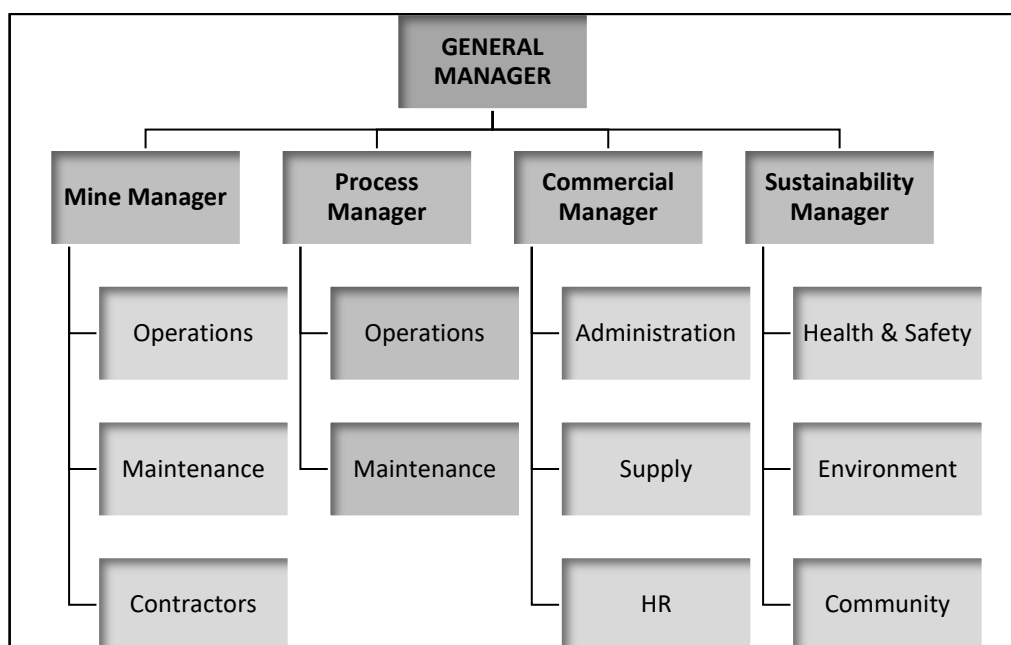 GENERAL
MANAGER
Mine Manager
Process
Manager
Commercial
Manager
Sustainability
Manager
Operations
Operations
Administration
Health & Safety
Maintenance
Maintenance
Supply
Environment
Contractors
HR
Community